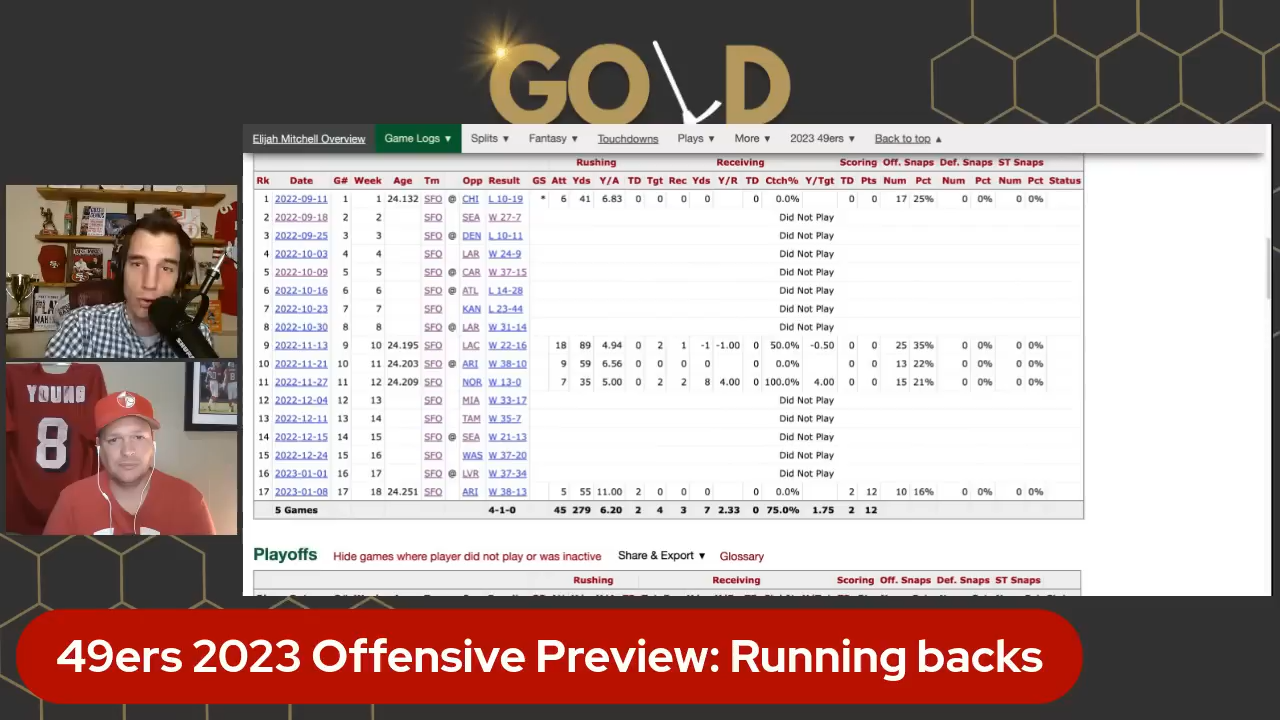 GOLD
Elijah Mitchell Overview Game Logs ▼ Splits ▼ Fantasy ▼ Touchdowns Plays ▼ More ▼ 2023 49ers ▼ Back to top ▲
Rushing Receiving Scoring Off. Snaps Def. Snaps ST Snaps
Rk Date G# Week Age Tm Opp Result GS Att Yds Y/A TD Tgt Rec Yds Y/R TD Ctch% Y/Tgt TD Pts Num Pct Num Pct Num Pct Status
1 2022-09-11 1 1 24.132 SFO @ CHI L 10-19 * 6 41 6.83 0 0 0 0 0 0.0% 0 0 17 25% 0 0% 0 0%
2 2022-09-18 2 2 SFO SEA W 27-7 Did Not Play
3 2022-09-25 3 3 SFO @ DEN L 10-11 Did Not Play
4 2022-10-03 4 4 SFO LAR W 24-9 Did Not Play
5 2022-10-09 5 5 SFO @ CAR W 37-15 Did Not Play
6 2022-10-16 6 6 SFO @ ATL L 14-28 Did Not Play
7 2022-10-23 7 7 SFO KAN L 23-44 Did Not Play
8 2022-10-30 8 8 SFO @ LAR W 31-14 Did Not Play
9 2022-11-13 9 10 24.195 SFO LAC W 22-16 18 89 4.94 0 2 1 -1 -1.00 0 50.0% -0.50 0 0 25 35% 0 0% 0 0%
10 2022-11-21 10 11 24.203 SFO @ ARI W 38-10 9 59 6.56 0 0 0 0 0 0.0% 0 0 13 22% 0 0% 0 0%
11 2022-11-27 11 12 24.209 SFO NOR W 13-0 7 35 5.00 0 2 2 8 4.00 0 100.0% 4.00 0 0 15 21% 0 0% 0 0%
12 2022-12-04 12 13 SFO MIA W 33-17 Did Not Play
13 2022-12-11 13 14 SFO TAM W 35-7 Did Not Play
14 2022-12-15 14 15 SFO @ SEA W 21-13 Did Not Play
15 2022-12-24 15 16 SFO WAS W 37-20 Did Not Play
16 2023-01-01 16 17 SFO @ LVR W 37-34 Did Not Play
17 2023-01-08 17 18 24.251 SFO ARI W 38-13 5 55 11.00 2 0 0 0 0 0.0% 2 12 10 16% 0 0% 0 0%
5 Games 4-1-0 45 279 6.20 2 4 3 7 2.33 0 75.0% 1.75 2 12
Playoffs Hide games where player did not play or was inactive Share & Export ▼ Glossary
Rushing Receiving Scoring Off. Snaps Def. Snaps ST Snaps
YOUNG
8
49ers 2023 Offensive Preview: Running backs